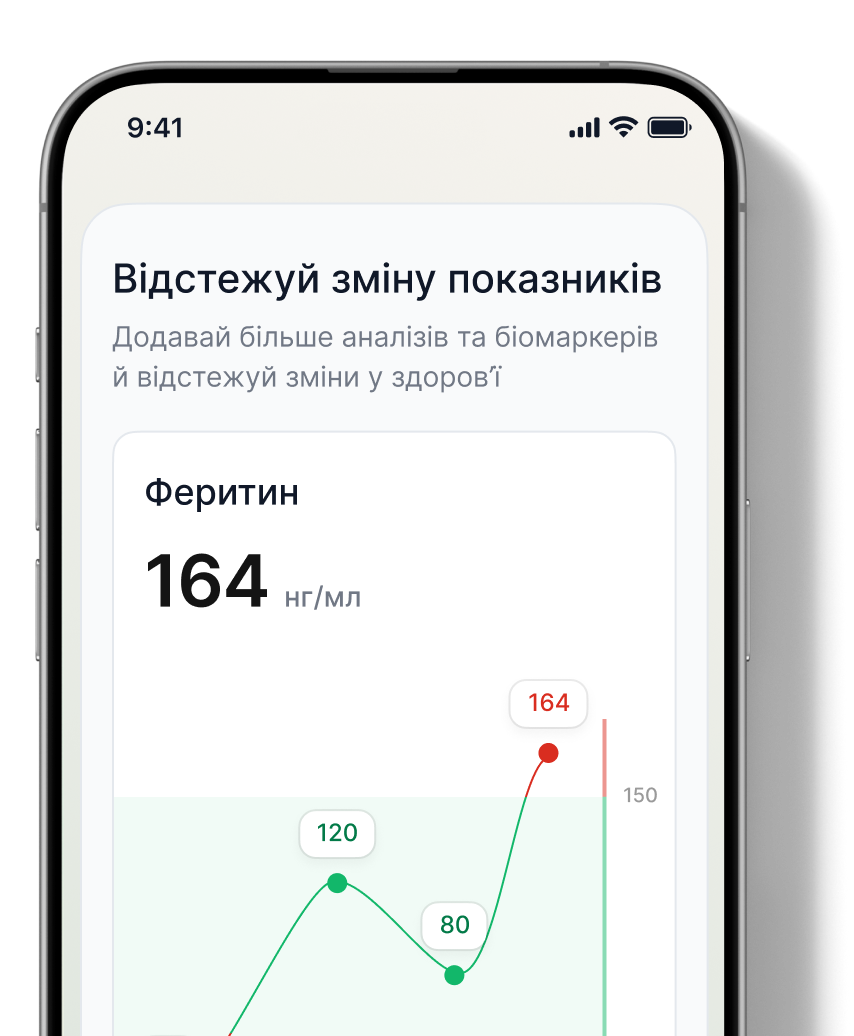 9:41
Відстежуй зміну показників
Додавай більше аналізів та біомаркерів
й відстежуй зміни у здоров’ї
Феритин
164 нг/мл
164
150
120
80